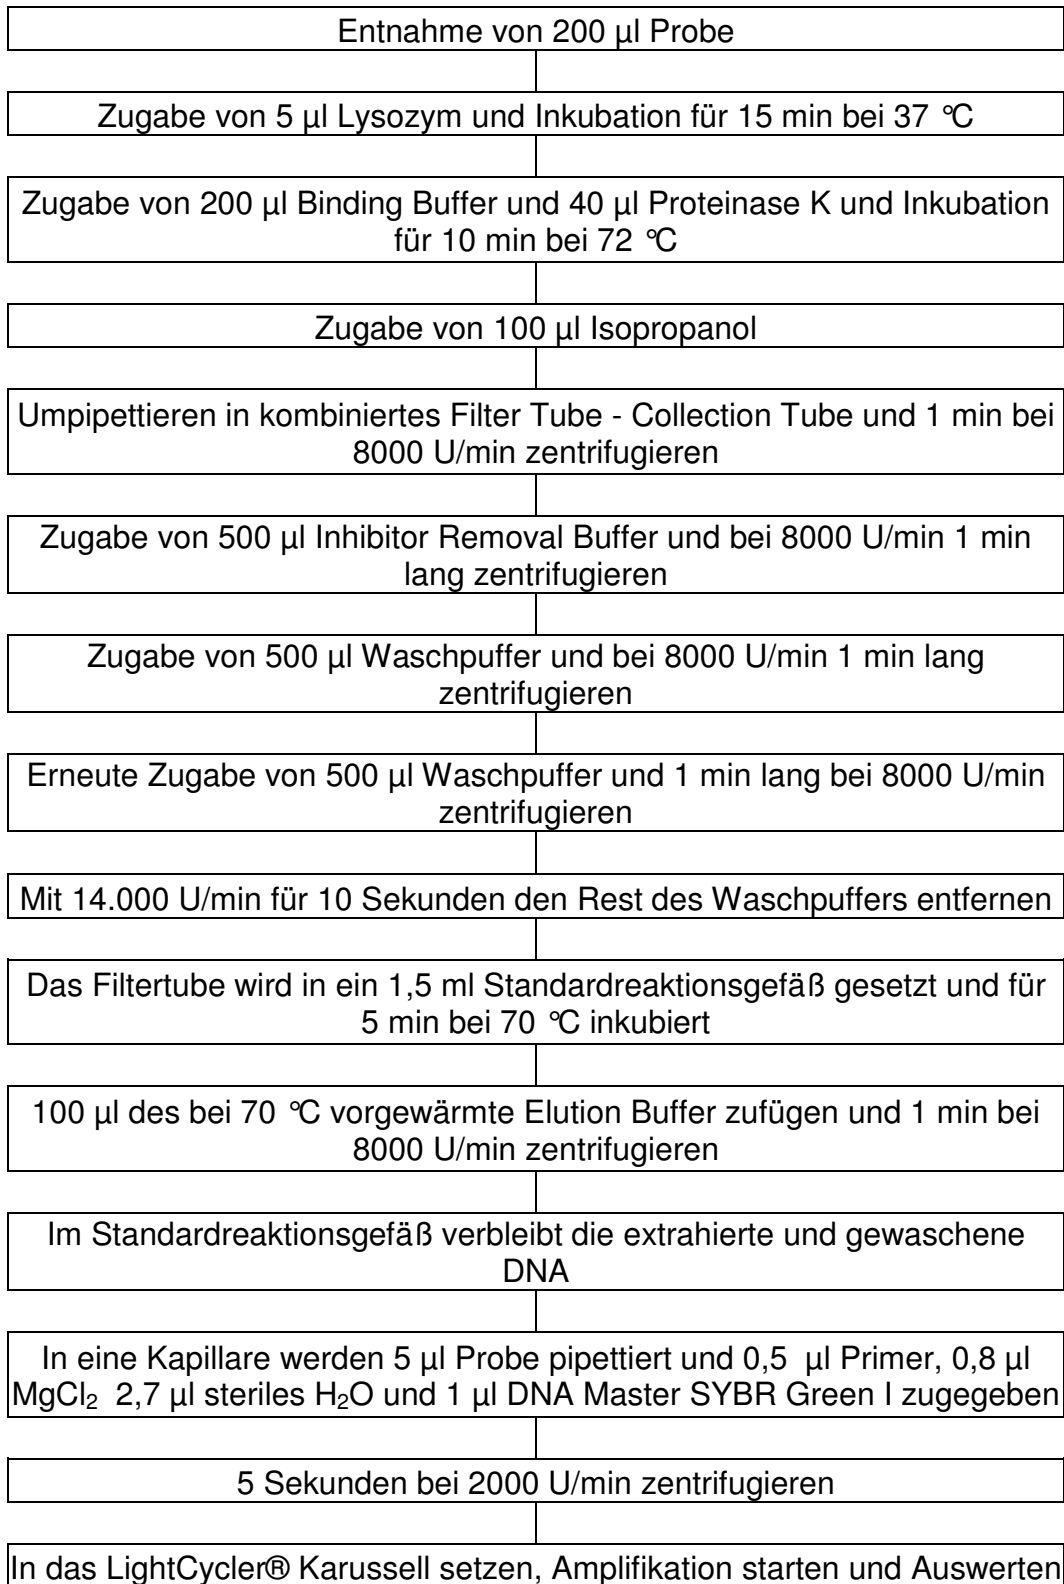 Entnahme von 200 µl Probe
Zugabe von 5 µl Lysozym und Inkubation für 15 min bei 37 °C
Zugabe von 200 µl Binding Buffer und 40 µl Proteinase K und Inkubation
für 10 min bei 72 °C
Zugabe von 100 µl Isopropanol
Umpipettieren in kombiniertes Filter Tube - Collection Tube und 1 min bei
8000 U/min zentrifugieren
Zugabe von 500 µl Inhibitor Removal Buffer und bei 8000 U/min 1 min
lang zentrifugieren
Zugabe von 500 µl Waschpuffer und bei 8000 U/min 1 min lang
zentrifugieren
Erneute Zugabe von 500 µl Waschpuffer und 1 min lang bei 8000 U/min
zentrifugieren
Mit 14.000 U/min für 10 Sekunden den Rest des Waschpuffers entfernen
Das Filtertube wird in ein 1,5 ml Standardreaktionsgefäß gesetzt und für
5 min bei 70 °C inkubiert
100 µl des bei 70 °C vorgewärmte Elution Buffer zufügen und 1 min bei
8000 U/min zentrifugieren
Im Standardreaktionsgefäß verbleibt die extrahierte und gewaschene
DNA
In eine Kapillare werden 5 µl Probe pipettiert und 0,5 µl Primer, 0,8 µl
MgCl₂ 2,7 µl steriles H₂O und 1 µl DNA Master SYBR Green I zugegeben
5 Sekunden bei 2000 U/min zentrifugieren
In das LightCycler® Karussell setzen, Amplifikation starten und Auswerten